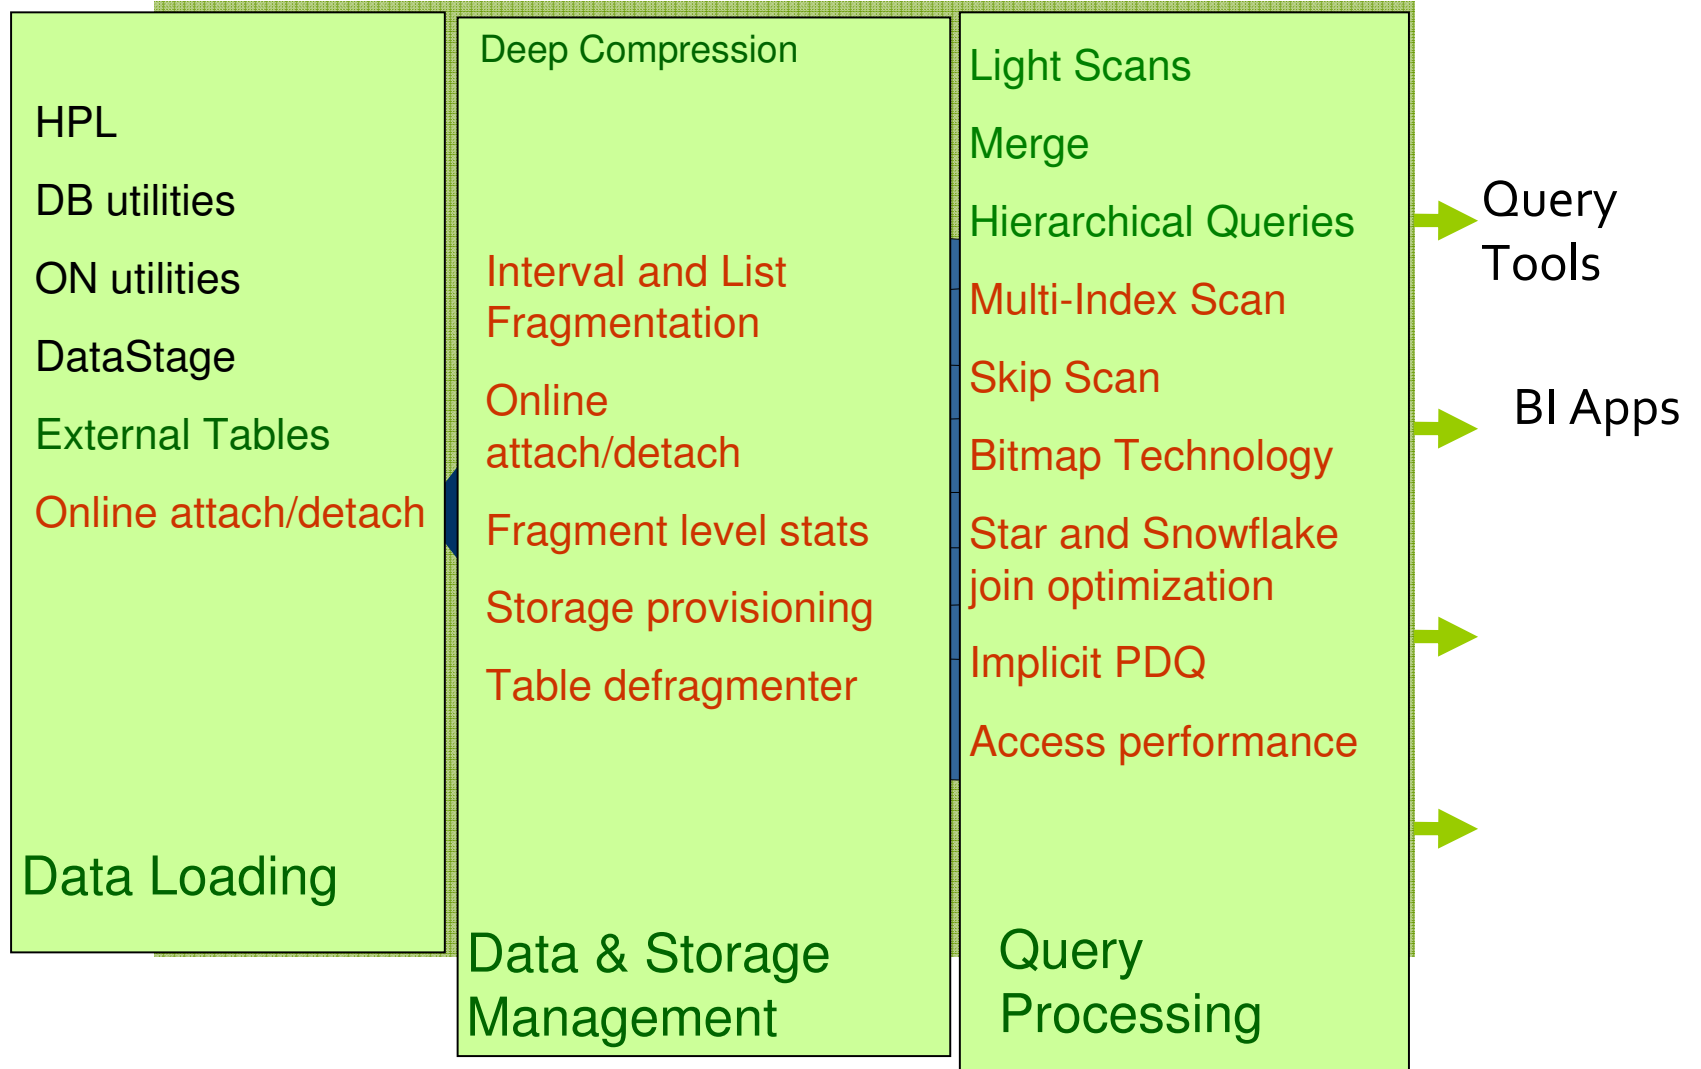 HPL
DB utilities
ON utilities
DataStage
External Tables
Online attach/detach
Data Loading
Deep Compression
Interval and List
Fragmentation
Online
attach/detach
Fragment level stats
Storage provisioning
Table defragmenter
Data & Storage
Management
Light Scans
Merge
Hierarchical Queries
Multi-Index Scan
Skip Scan
Bitmap Technology
Star and Snowflake
join optimization
Implicit PDQ
Access performance
Query
Processing
Query
Tools
BI Apps